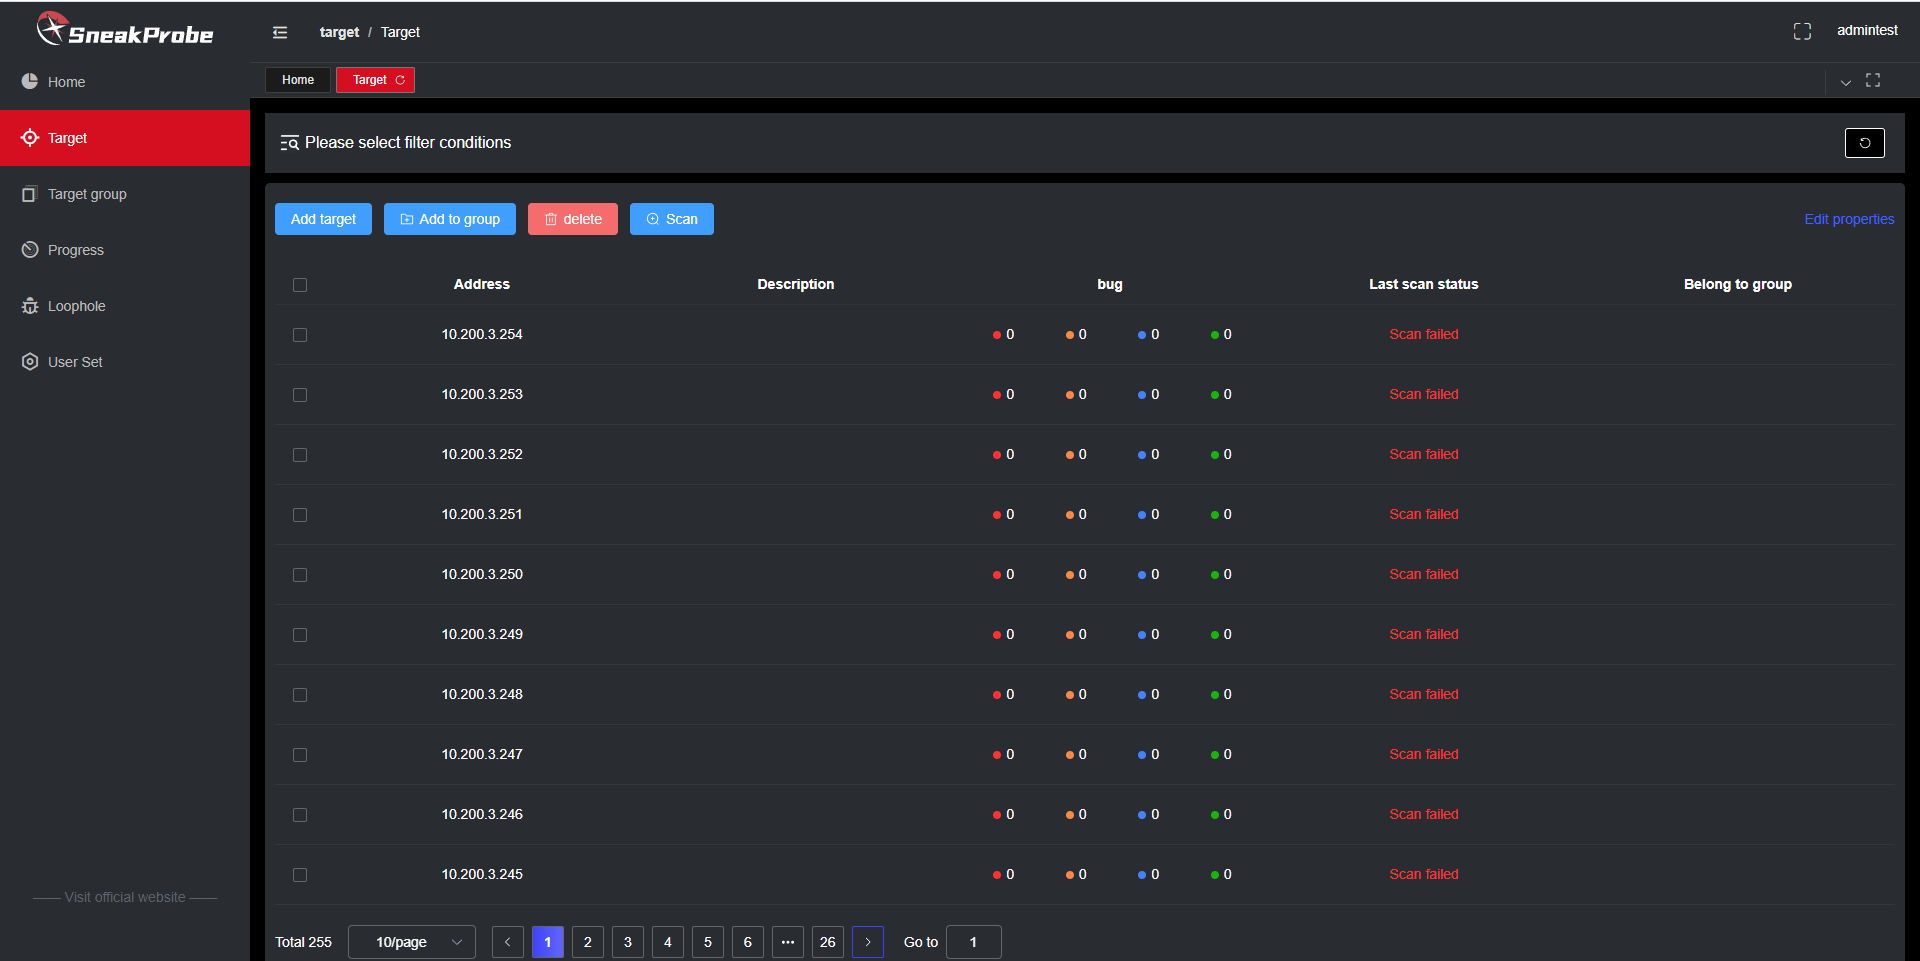 SneakProbe
target / Target
admintest
Home
Target
Home
Target
Target group
Progress
Loophole
User Set
Visit official website
Please select filter conditions
Add target
Add to group
delete
Scan
Edit properties
Address Description bug Last scan status Belong to group
10.200.3.254 0 0 0 0 Scan failed
10.200.3.253 0 0 0 0 Scan failed
10.200.3.252 0 0 0 0 Scan failed
10.200.3.251 0 0 0 0 Scan failed
10.200.3.250 0 0 0 0 Scan failed
10.200.3.249 0 0 0 0 Scan failed
10.200.3.248 0 0 0 0 Scan failed
10.200.3.247 0 0 0 0 Scan failed
10.200.3.246 0 0 0 0 Scan failed
10.200.3.245 0 0 0 0 Scan failed
Total 255 10/page 1 2 3 4 5 6 ... 26 Go to 1